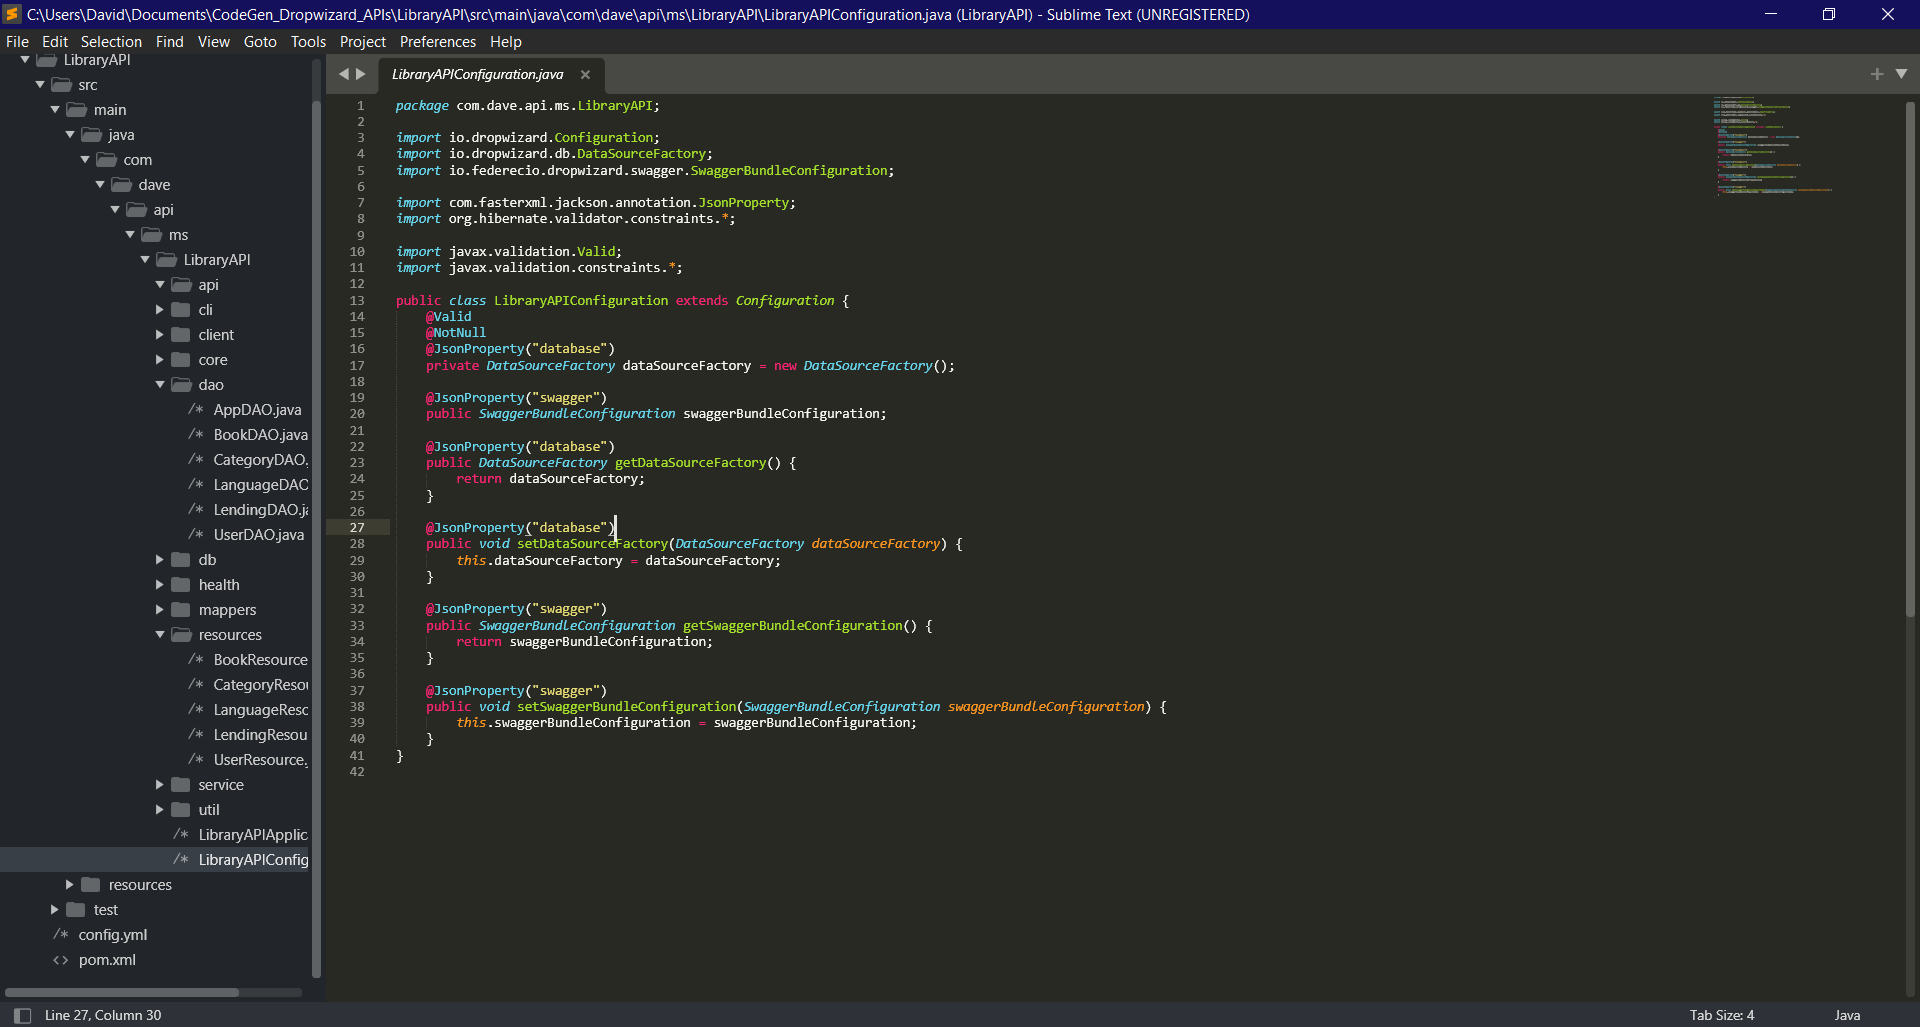 C:\Users\David\Documents\CodeGen_Dropwizard_APIs\LibraryAPI\src\main\java\com\dave\api\ms\LibraryAPI\LibraryAPIConfiguration.java (LibraryAPI) - Sublime Text (UNREGISTERED)
File Edit Selection Find View Goto Tools Project Preferences Help
LibraryAPI
src
main
java
com
dave
api
ms
LibraryAPI
api
cli
client
core
dao
/* AppDAO.java
/* BookDAO.java
/* CategoryDAO.
/* LanguageDAO
/* LendingDAO.ja
/* UserDAO.java
db
health
mappers
resources
/* BookResource
/* CategoryResou
/* LanguageReso
/* LendingResou
/* UserResource.
service
util
/* LibraryAPIApplic
/* LibraryAPIConfig
resources
test
/* config.yml
<> pom.xml
LibraryAPIConfiguration.java ×
1 package com.dave.api.ms.LibraryAPI;
2
3 import io.dropwizard.Configuration;
4 import io.dropwizard.db.DataSourceFactory;
5 import io.federecio.dropwizard.swagger.SwaggerBundleConfiguration;
6
7 import com.fasterxml.jackson.annotation.JsonProperty;
8 import org.hibernate.validator.constraints.*;
9
10 import javax.validation.Valid;
11 import javax.validation.constraints.*;
12
13 public class LibraryAPIConfiguration extends Configuration {
14 @Valid
15 @NotNull
16 @JsonProperty("database")
17 private DataSourceFactory dataSourceFactory = new DataSourceFactory();
18
19 @JsonProperty("swagger")
20 public SwaggerBundleConfiguration swaggerBundleConfiguration;
21
22 @JsonProperty("database")
23 public DataSourceFactory getDataSourceFactory() {
24 return dataSourceFactory;
25 }
26
27 @JsonProperty("database")
28 public void setDataSourceFactory(DataSourceFactory dataSourceFactory) {
29 this.dataSourceFactory = dataSourceFactory;
30 }
31
32 @JsonProperty("swagger")
33 public SwaggerBundleConfiguration getSwaggerBundleConfiguration() {
34 return swaggerBundleConfiguration;
35 }
36
37 @JsonProperty("swagger")
38 public void setSwaggerBundleConfiguration(SwaggerBundleConfiguration swaggerBundleConfiguration) {
39 this.swaggerBundleConfiguration = swaggerBundleConfiguration;
40 }
41 }
42
Line 27, Column 30 Tab Size: 4 Java